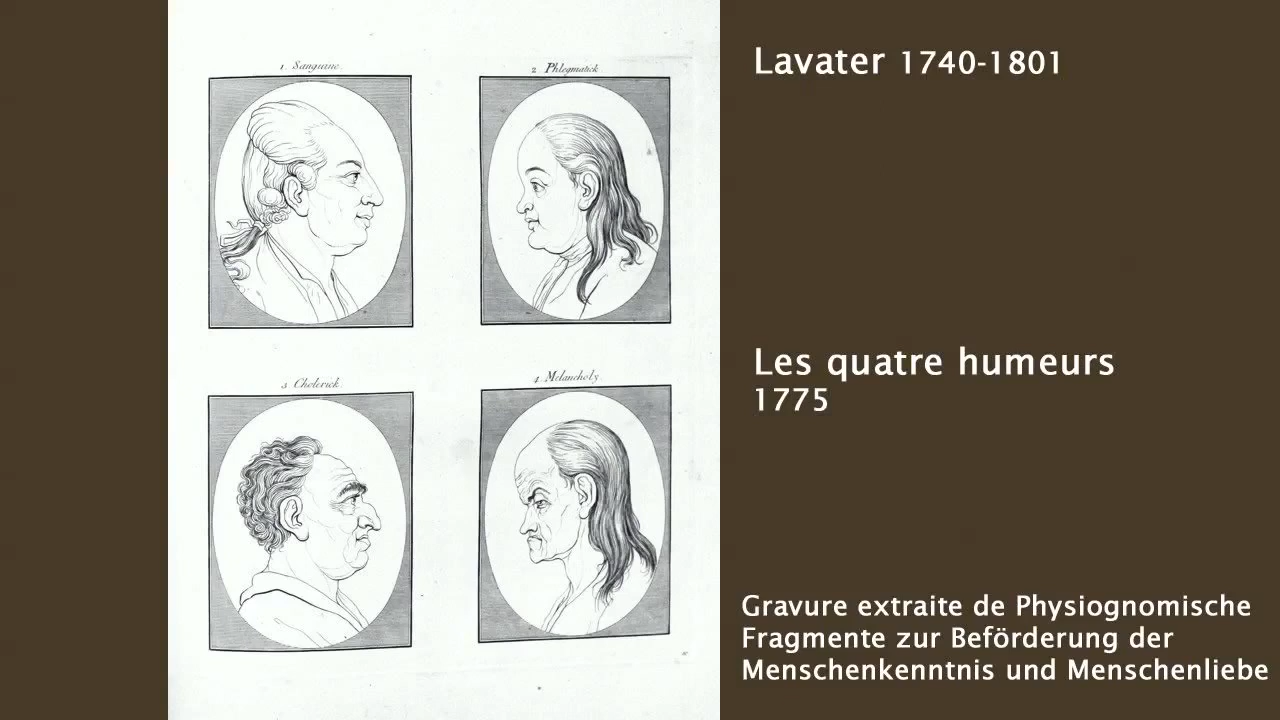 1. Sanguine.
2 Phlegmatick
3 Cholerick
4. Melancholy
Lavater 1740-1801
Les quatre humeurs
1775
Gravure extraite de Physiognomische
Fragmente zur Beförderung der
Menschenkenntnis und Menschenliebe